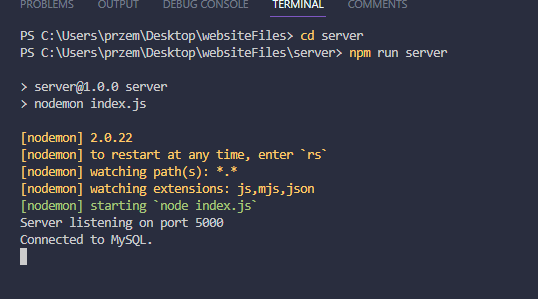 PROBLEMS OUTPUT DEBUG CONSOLE TERMINAL COMMENTS
PS C:\Users\przem\Desktop\websiteFiles> cd server
PS C:\Users\przem\Desktop\websiteFiles\server> npm run server
> server@1.0.0 server
> nodemon index.js
[nodemon] 2.0.22
[nodemon] to restart at any time, enter `rs`
[nodemon] watching path(s): *.*
[nodemon] watching extensions: js,mjs,json
[nodemon] starting `node index.js`
Server listening on port 5000
Connected to MySQL.